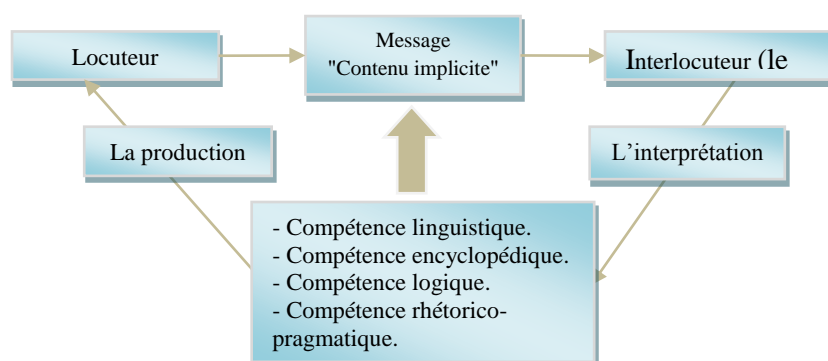 Locuteur
Message
"Contenu implicite"
Interlocuteur (le
La production
L'interprétation
- Compétence linguistique.
- Compétence encyclopédique.
- Compétence logique.
- Compétence rhétorico-
pragmatique.